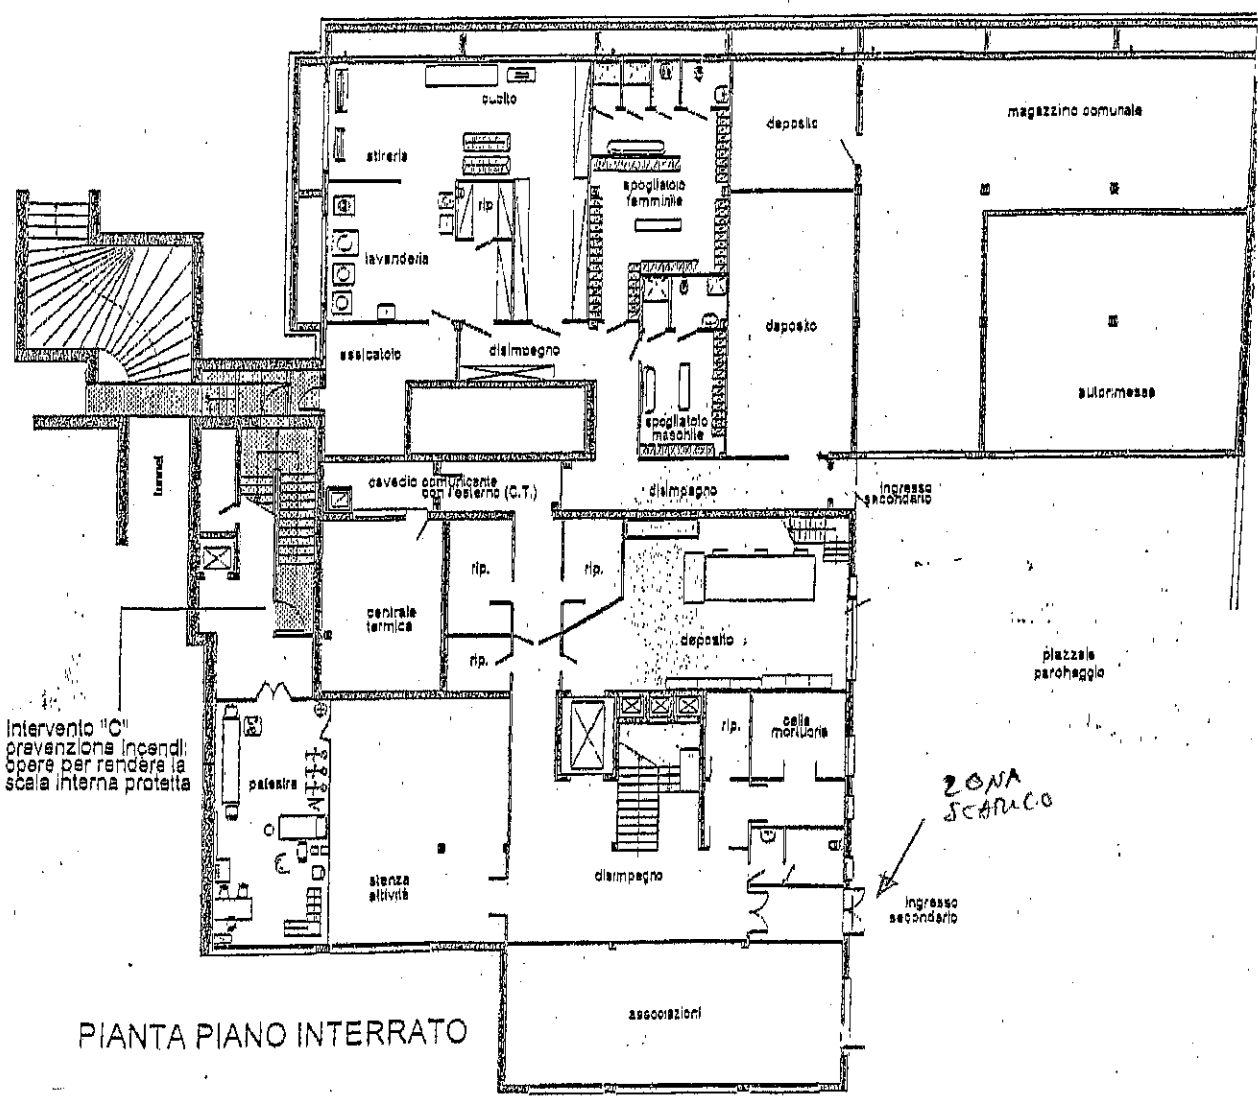 cucito
deposito
magazzino comunale
stireria
spogliatoio
femminile
rip.
lavanderia
deposito
essicatoio
disimpegno
autorimessa
spogliatoio
maschile
tunnel
cavedio comunicante
con l'esterno (C.T.)
disimpegno
ingresso
secondario
rip.
rip.
centrale
termica
deposito
rip.
piazzale
parcheggio
Intervento "C"
prevenzione incendi:
opere per rendere la
scala interna protetta
rip.
cella
mortuaria
palestra
ZONA
SCARICO
stanza
attività
disimpegno
ingresso
secondario
associazioni
PIANTA PIANO INTERRATO